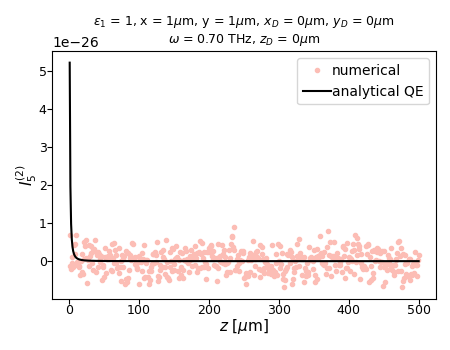 ε₁ = 1, x = 1μm, y = 1μm, x_D = 0μm, y_D = 0μm
ω = 0.70 THz, z_D = 0μm
1e−26
numerical
analytical QE
5
4
3
2
1
0
I₅⁽²⁾
0 100 200 300 400 500
z [μm]